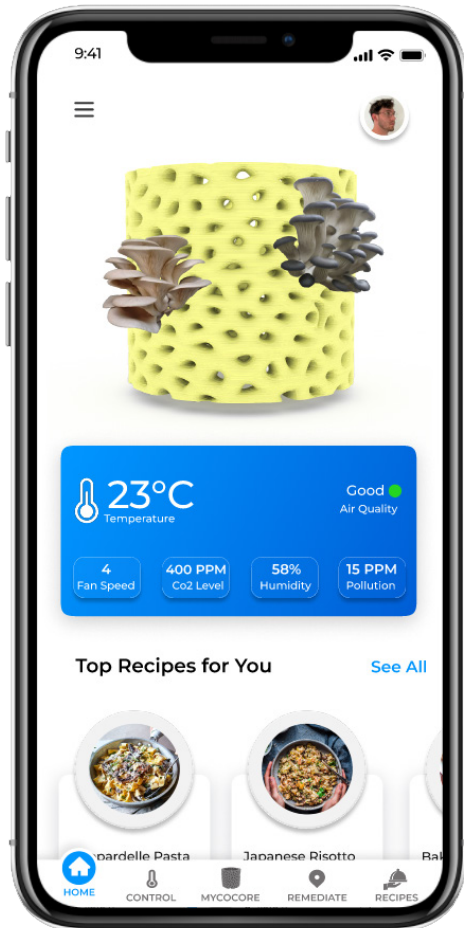 9:41
23°C
Temperature
Good
Air Quality
4
Fan Speed
400 PPM
Co2 Level
58%
Humidity
15 PPM
Pollution
Top Recipes for You
See All
Pasta
Japanese Risotto
HOME
CONTROL
MYCOCORE
REMEDIATE
RECIPES